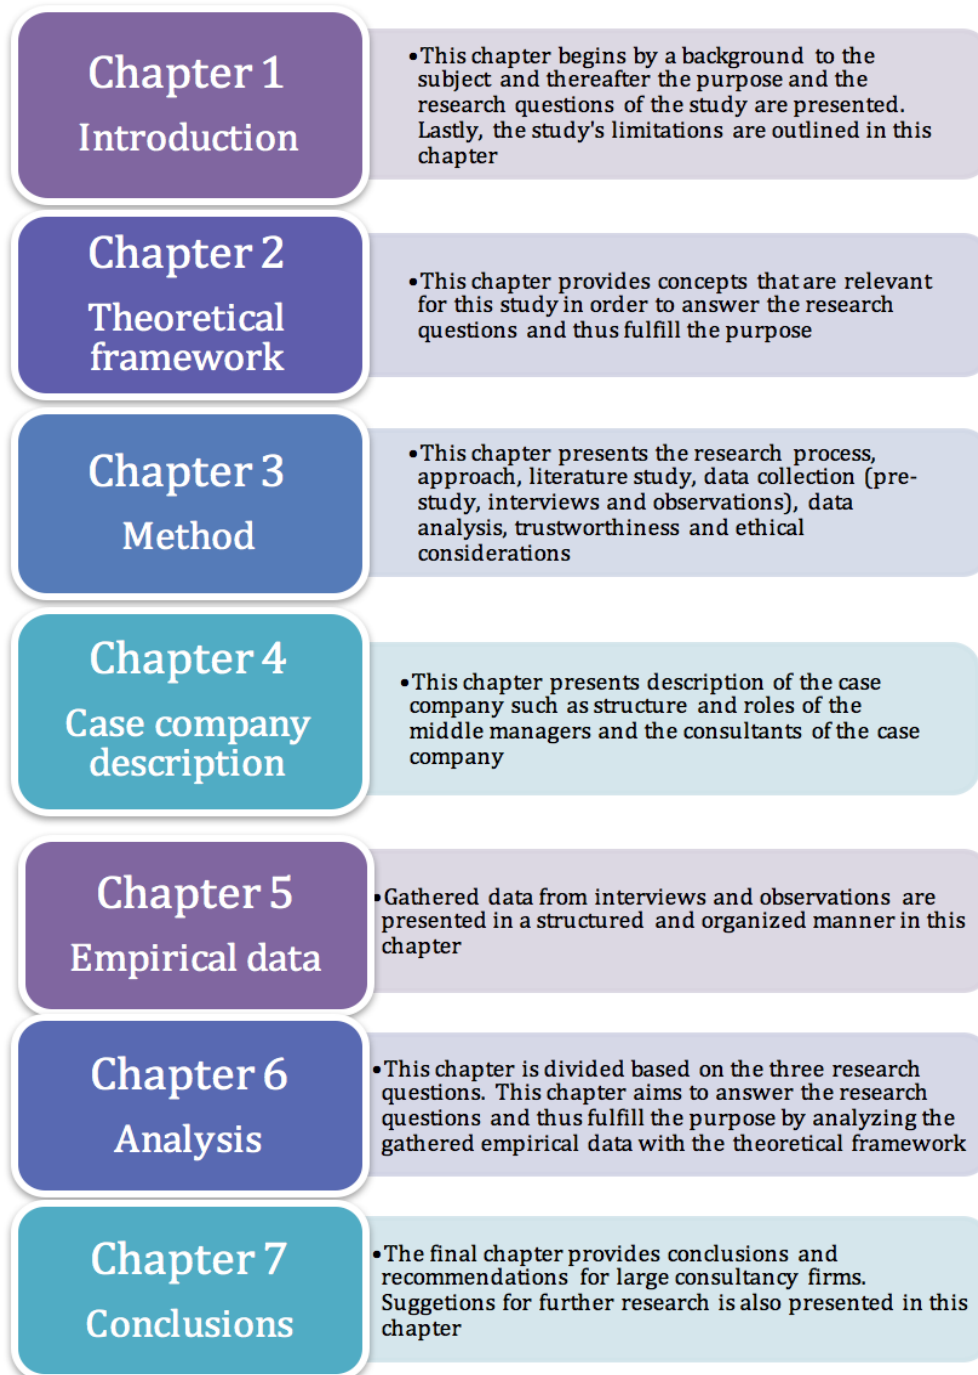 Chapter 1
Introduction
•This chapter begins by a background to the
subject and thereafter the purpose and the
research questions of the study are presented.
Lastly, the study's limitations are outlined in this
chapter
Chapter 2
Theoretical
framework
•This chapter provides concepts that are relevant
for this study in order to answer the research
questions and thus fulfill the purpose
Chapter 3
Method
•This chapter presents the research process,
approach, literature study, data collection (pre-
study, interviews and observations), data
analysis, trustworthiness and ethical
considerations
Chapter 4
Case company
description
•This chapter presents description of the case
company such as structure and roles of the
middle managers and the consultants of the case
company
Chapter 5
Empirical data
•Gathered data from interviews and observations are
presented in a structured and organized manner in this
chapter
Chapter 6
Analysis
•This chapter is divided based on the three research
questions. This chapter aims to answer the research
questions and thus fulfill the purpose by analyzing the
gathered empirical data with the theoretical framework
Chapter 7
Conclusions
•The final chapter provides conclusions and
recommendations for large consultancy firms.
Suggetions for further research is also presented in this
chapter